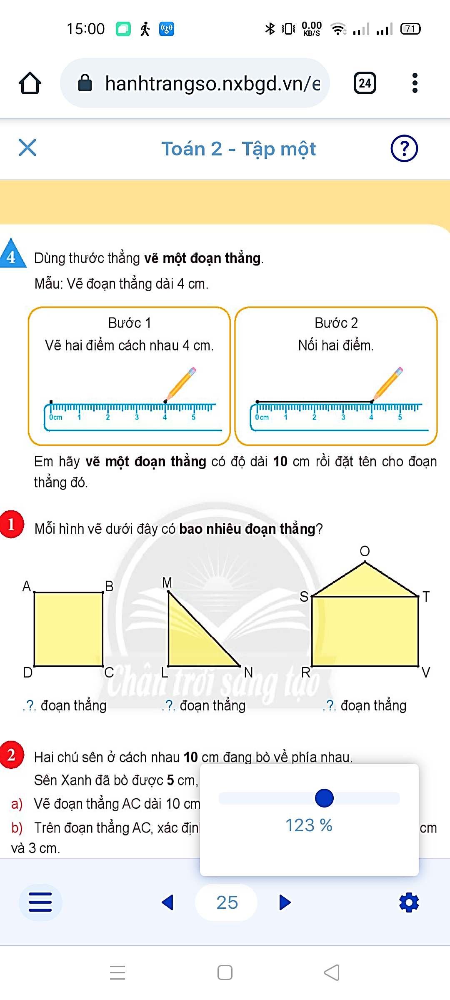 15:00
0.00
KB/S
71
hanhtrangso.nxbgd.vn/e
24
Toán 2 - Tập một
?
4
Dùng thước thẳng vẽ một đoạn thẳng.
Mẫu: Vẽ đoạn thẳng dài 4 cm.
Bước 1
Vẽ hai điểm cách nhau 4 cm.
0cm 1 2 3 4 5
Bước 2
Nối hai điểm.
0cm 1 2 3 4 5
Em hãy vẽ một đoạn thẳng có độ dài 10 cm rồi đặt tên cho đoạn
thẳng đó.
1
Mỗi hình vẽ dưới đây có bao nhiêu đoạn thẳng?
A B
D C
M
L N
O
S T
R V
Chân trời sáng tạo
.?. đoạn thẳng
.?. đoạn thẳng
.?. đoạn thẳng
2
Hai chú sên ở cách nhau 10 cm đang bò về phía nhau.
Sên Xanh đã bò được 5 cm,
a) Vẽ đoạn thẳng AC dài 10 cm
b) Trên đoạn thẳng AC, xác
cm
và 3 cm.
123 %
25